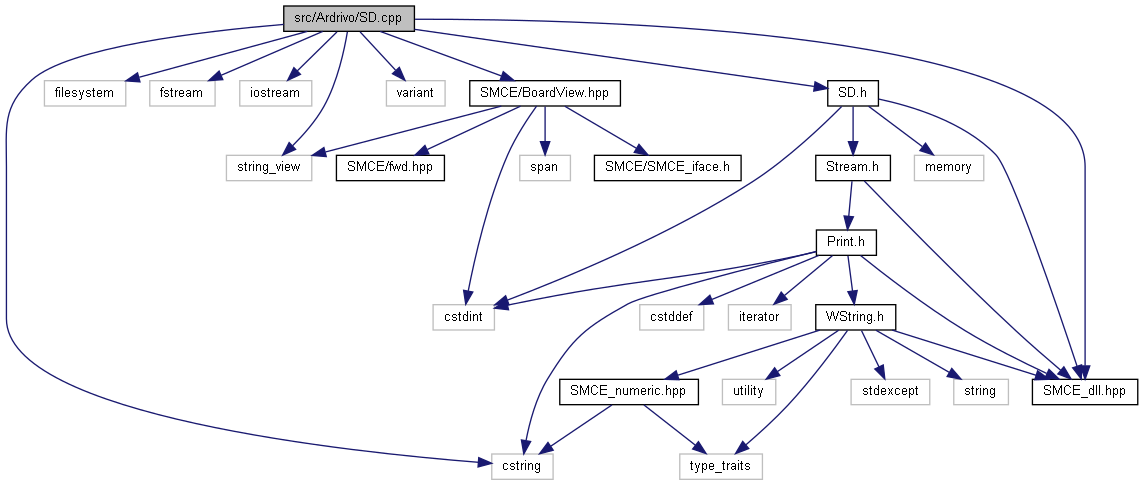 src/Ardrivo/SD.cpp
filesystem
fstream
iostream
variant
SMCE/BoardView.hpp
SD.h
string_view
SMCE/fwd.hpp
span
SMCE/SMCE_iface.h
Stream.h
memory
Print.h
cstdint
cstddef
iterator
WString.h
SMCE_numeric.hpp
utility
stdexcept
string
SMCE_dll.hpp
cstring
type_traits